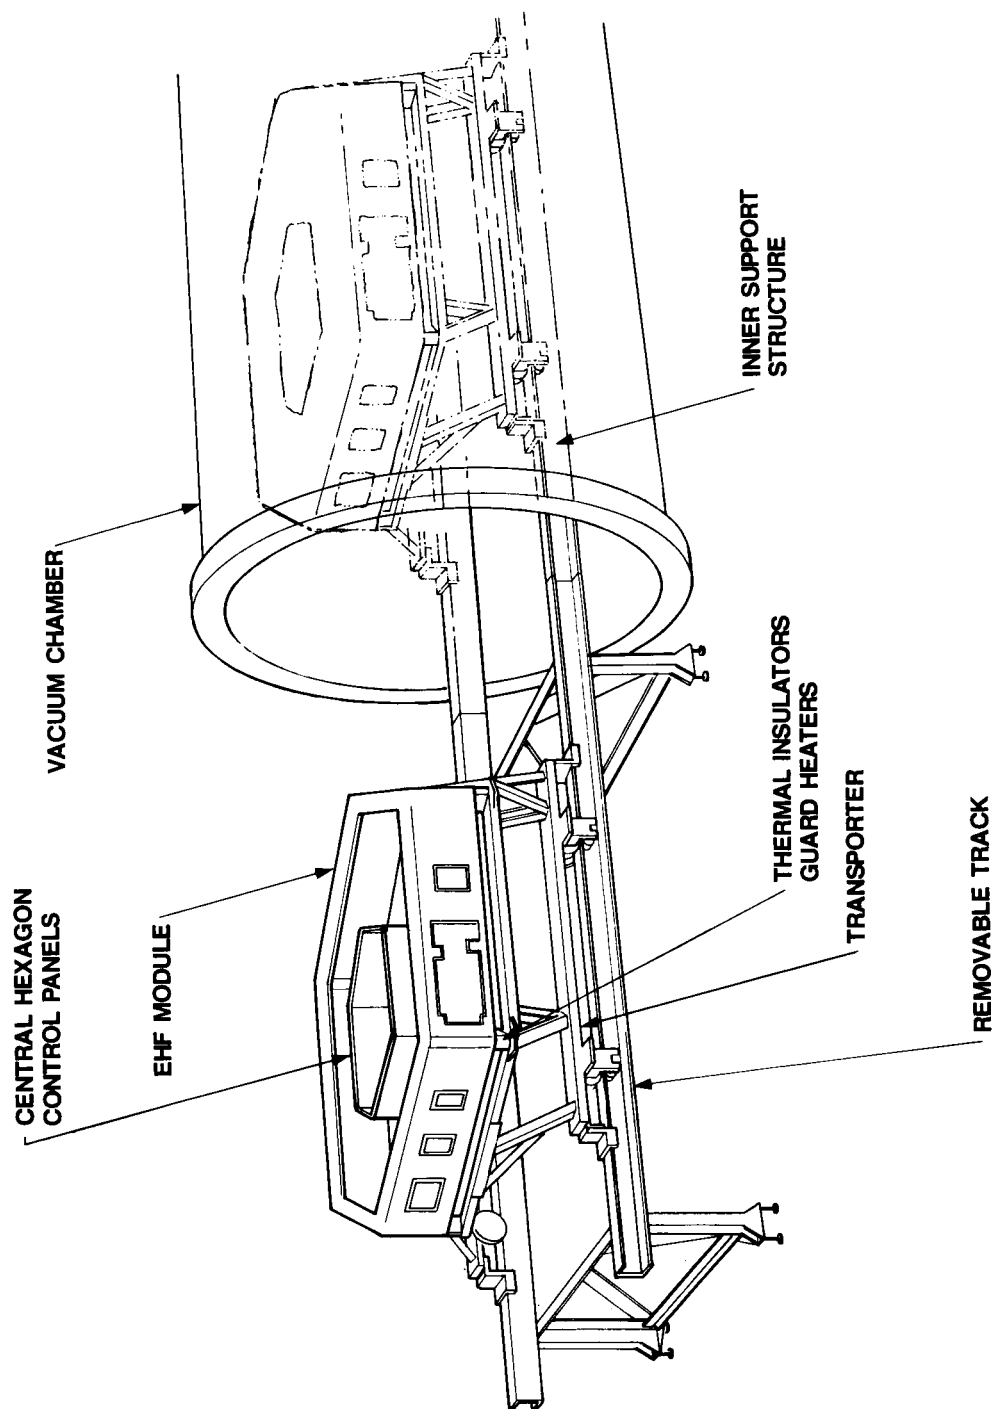 CENTRAL HEXAGON
CONTROL PANELS
EHF MODULE
VACUUM CHAMBER
THERMAL INSULATORS
GUARD HEATERS
TRANSPORTER
REMOVABLE TRACK
INNER SUPPORT
STRUCTURE